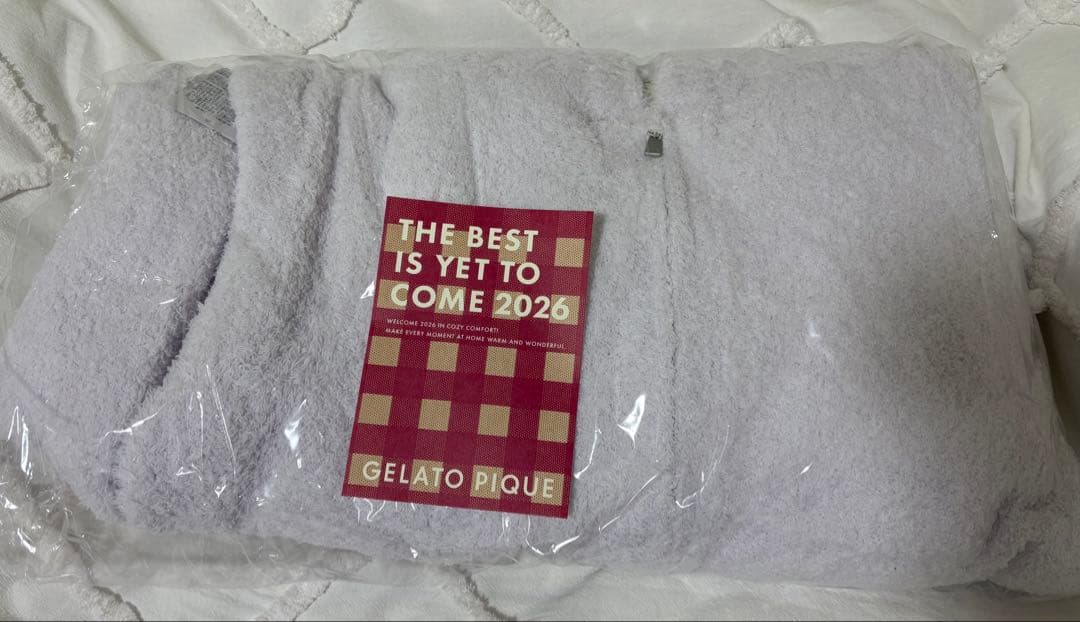 THE BEST
IS YET TO
COME 2026
WELCOME 2026 IN COZY COMFORT!
MAKE EVERY MOMENT AT HOME WARM AND WONDERFUL.
GELATO PIQUE